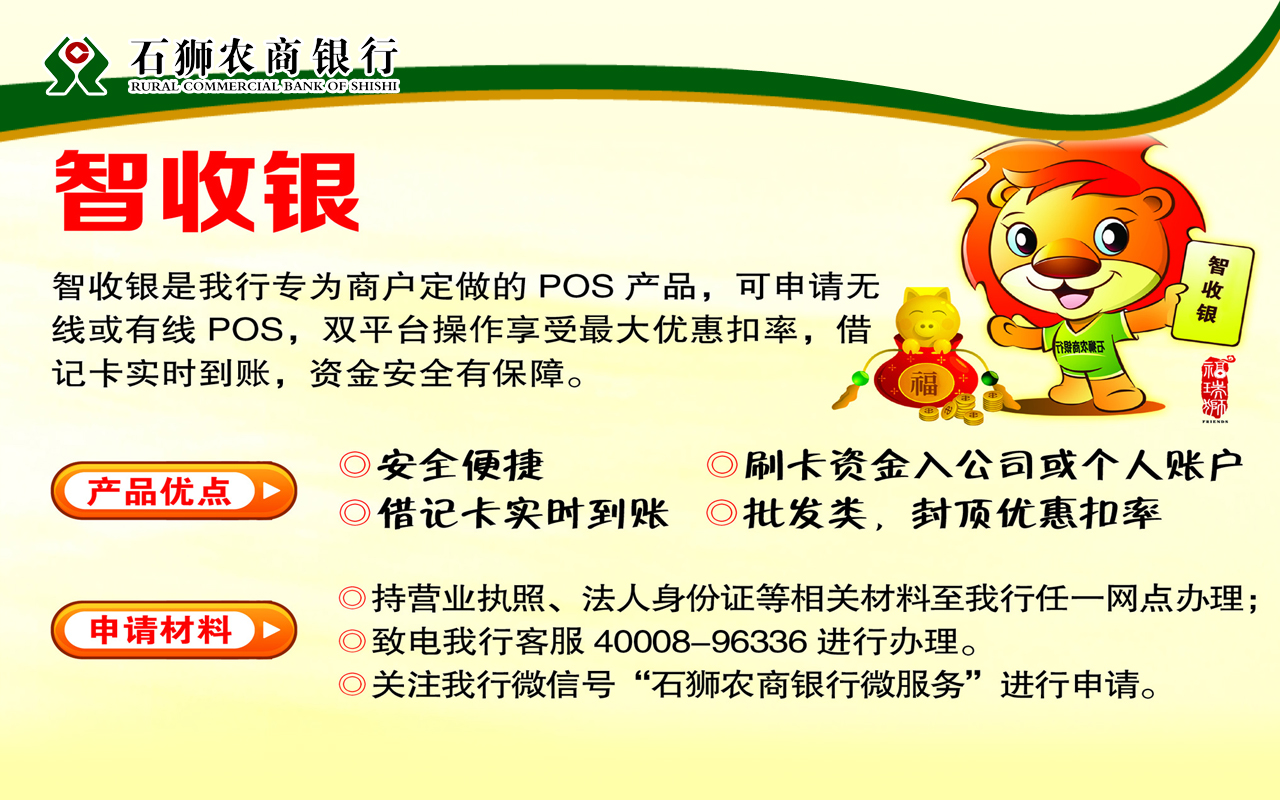 石狮农商银行
RURAL COMMERCIAL BANK OF SHISHI
智收银
智收银是我行专为商户定做的 POS 产品，可申请无
线或有线 POS，双平台操作享受最大优惠扣率，借
记卡实时到账，资金安全有保障。
智收银
石狮农商银行
福
福瑞狮
FRIENDS
产品优点
◎安全便捷
◎刷卡资金入公司或个人账户
◎借记卡实时到账
◎批发类，封顶优惠扣率
申请材料
◎持营业执照、法人身份证等相关材料至我行任一网点办理；
◎致电我行客服 40008-96336 进行办理。
◎关注我行微信号“石狮农商银行微服务”进行申请。